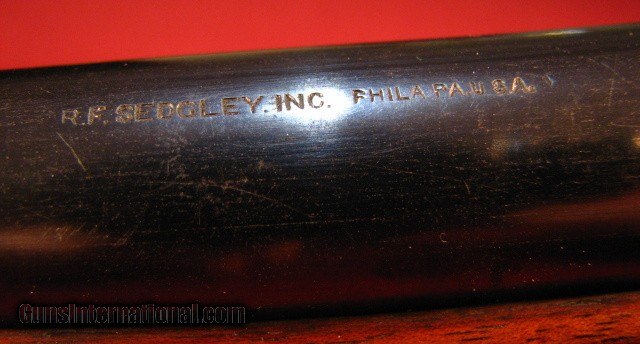 R.F. SEDGLEY. INC. PHILA.PA.U.S.A.
GunsInternational.com